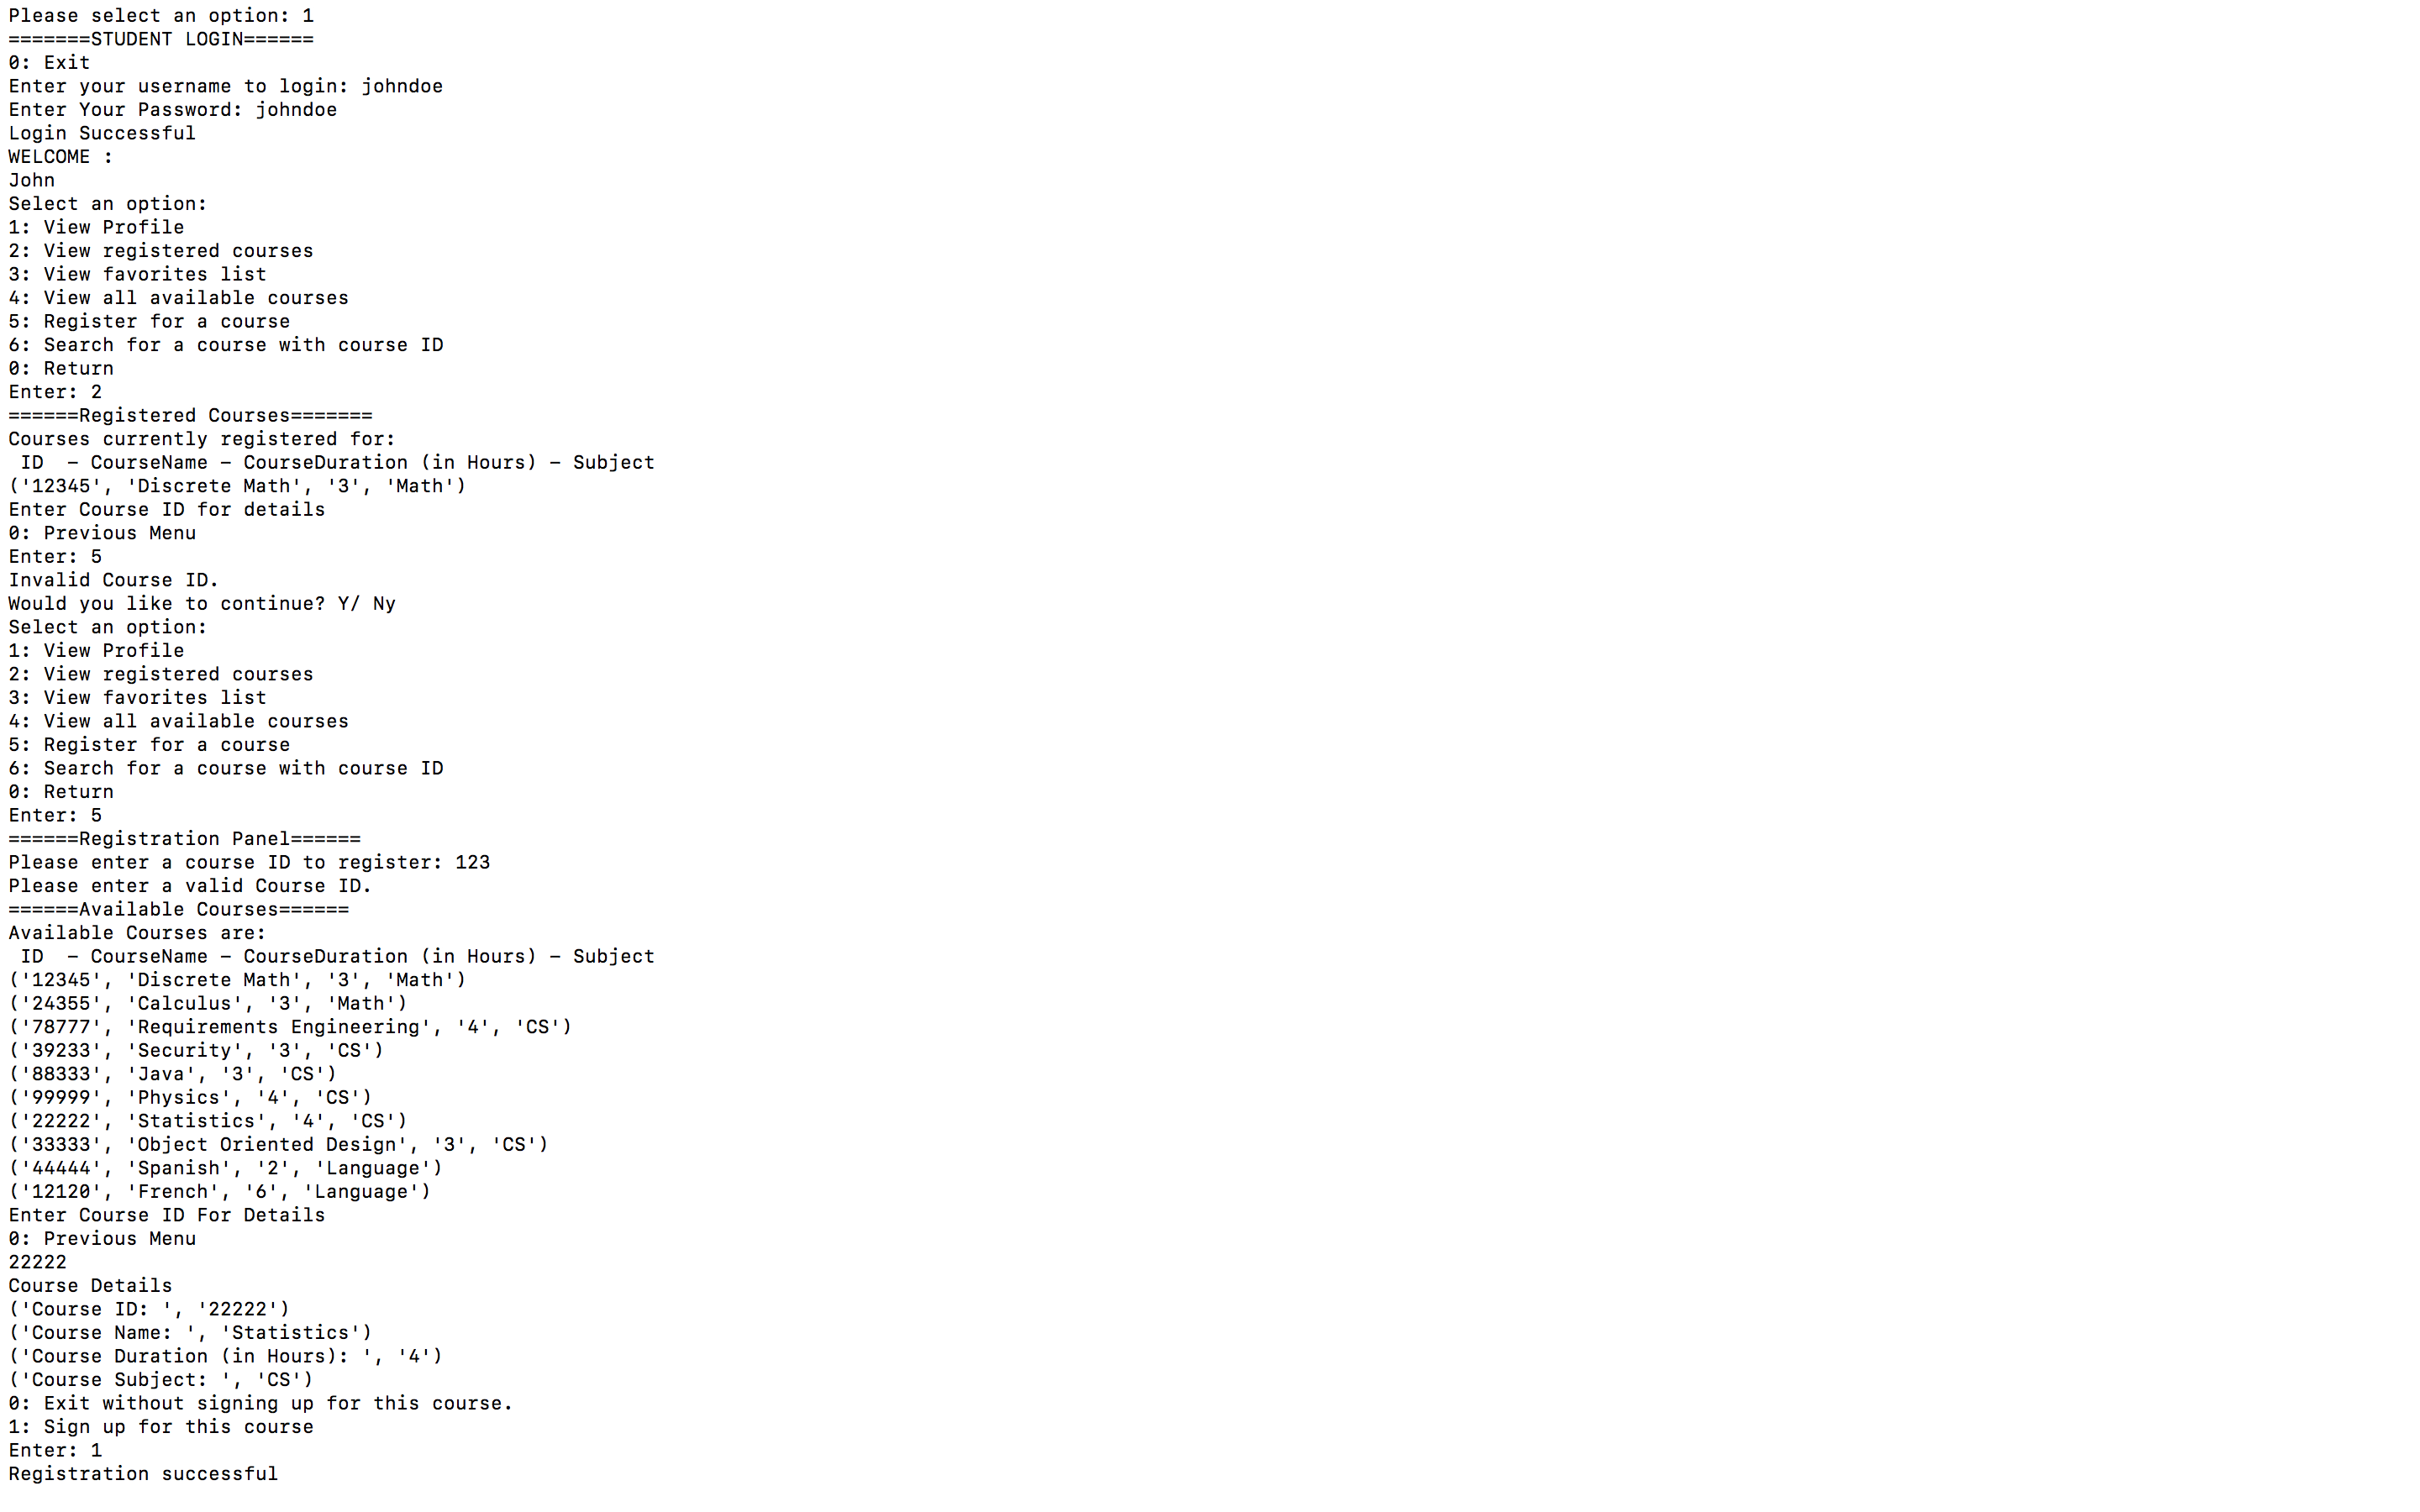 Please select an option: 1
=======STUDENT LOGIN======
0: Exit
Enter your username to login: johndoe
Enter Your Password: johndoe
Login Successful
WELCOME :
John
Select an option:
1: View Profile
2: View registered courses
3: View favorites list
4: View all available courses
5: Register for a course
6: Search for a course with course ID
0: Return
Enter: 2
======Registered Courses=======
Courses currently registered for:
 ID  – CourseName – CourseDuration (in Hours) – Subject
('12345', 'Discrete Math', '3', 'Math')
Enter Course ID for details
0: Previous Menu
Enter: 5
Invalid Course ID.
Would you like to continue? Y/ Ny
Select an option:
1: View Profile
2: View registered courses
3: View favorites list
4: View all available courses
5: Register for a course
6: Search for a course with course ID
0: Return
Enter: 5
======Registration Panel======
Please enter a course ID to register: 123
Please enter a valid Course ID.
======Available Courses======
Available Courses are:
 ID  – CourseName – CourseDuration (in Hours) – Subject
('12345', 'Discrete Math', '3', 'Math')
('24355', 'Calculus', '3', 'Math')
('78777', 'Requirements Engineering', '4', 'CS')
('39233', 'Security', '3', 'CS')
('88333', 'Java', '3', 'CS')
('99999', 'Physics', '4', 'CS')
('22222', 'Statistics', '4', 'CS')
('33333', 'Object Oriented Design', '3', 'CS')
('44444', 'Spanish', '2', 'Language')
('12120', 'French', '6', 'Language')
Enter Course ID For Details
0: Previous Menu
22222
Course Details
('Course ID: ', '22222')
('Course Name: ', 'Statistics')
('Course Duration (in Hours): ', '4')
('Course Subject: ', 'CS')
0: Exit without signing up for this course.
1: Sign up for this course
Enter: 1
Registration successful